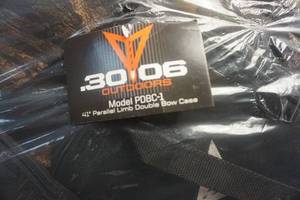 .30-06
OUTDOORS
Model PDBC-1
41" Parallel Limb Double Bow Case